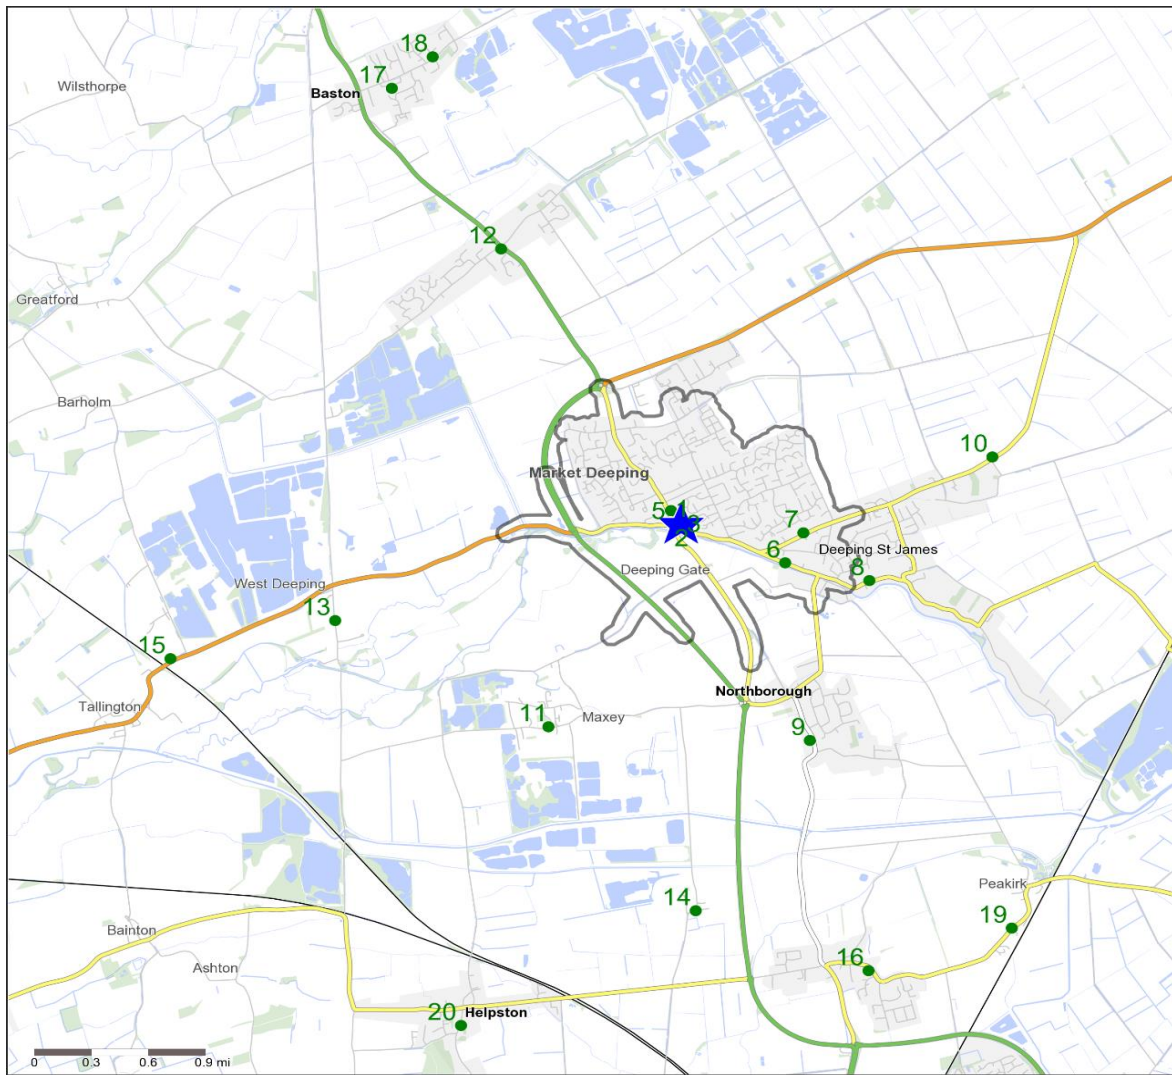 18
17
Wilsthorpe
Baston
12
Greatford
Barholm
10
Market Deeping
5
1
3
2
7
Deeping St James
6
Deeping Gate
8
West Deeping
13
15
Northborough
Tallington
11
Maxey
9
Peakirk
14
19
Bainton
Ashton
16
20
Helpston
0 0.3 0.6 0.9 mi